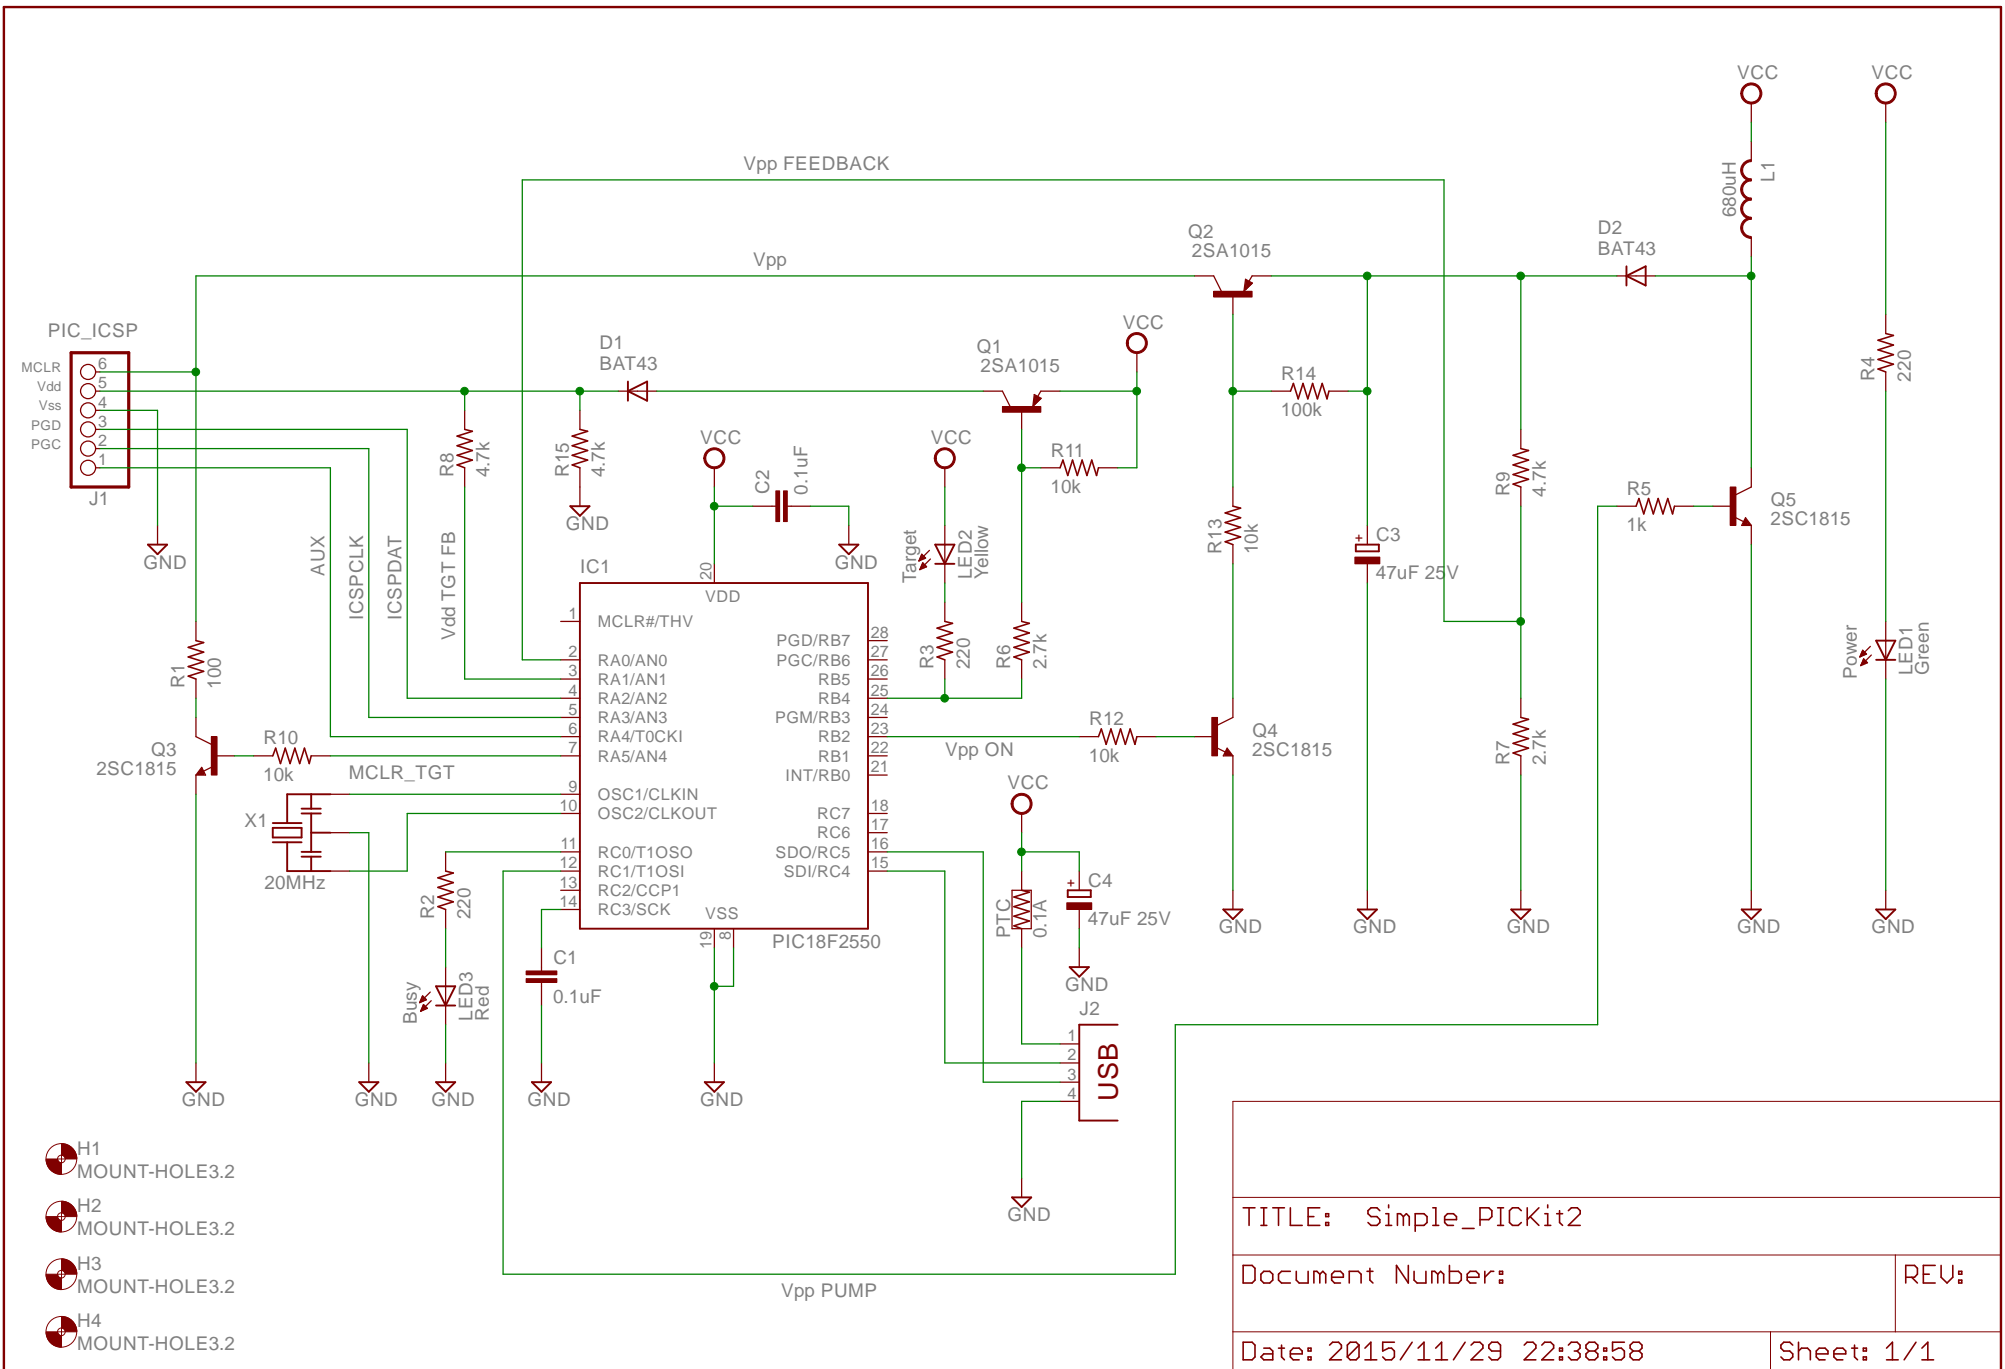 VCC
VCC
Vpp FEEDBACK
680uH
L1
Q2
2SA1015
D2
BAT43
Vpp
PIC_ICSP
MCLR
Vdd
Vss
PGD
PGC
6
5
4
3
2
1
J1
GND
D1
BAT43
Q1
2SA1015
VCC
R14
100k
R4
220
R8
4.7k
R15
4.7k
GND
VCC
C2
0.1uF
GND
VCC
R11
10k
R9
4.7k
R5
1k
Q5
2SC1815
R13
10k
C3
+
47uF 25V
AUX
ICSPCLK
ICSPDAT
Vdd TGT FB
Target
LED2
Yellow
R3
220
R6
2.7k
Power
LED1
Green
R1
100
IC1
20
VDD
1
MCLR#/THV
2
RA0/AN0
3
RA1/AN1
4
RA2/AN2
5
RA3/AN3
6
RA4/T0CKI
7
RA5/AN4
9
OSC1/CLKIN
10
OSC2/CLKOUT
11
RC0/T1OSO
12
RC1/T1OSI
13
RC2/CCP1
14
RC3/SCK
PGD/RB7
28
PGC/RB6
27
RB5
26
RB4
25
PGM/RB3
24
RB2
23
RB1
22
INT/RB0
21
RC7
18
RC6
17
SDO/RC5
16
SDI/RC4
15
VSS
19
8
PIC18F2550
Q3
2SC1815
R10
10k
MCLR_TGT
X1
20MHz
R12
10k
Vpp ON
Q4
2SC1815
R7
2.7k
VCC
PTC
0.1A
C4
+
47uF 25V
GND
GND
GND
GND
GND
GND
R2
220
Busy
LED3
Red
C1
0.1uF
J2
1
2
3
4
USB
GND
GND
GND
GND
GND
GND
Vpp PUMP
H1
MOUNT-HOLE3.2
H2
MOUNT-HOLE3.2
H3
MOUNT-HOLE3.2
H4
MOUNT-HOLE3.2
TITLE: Simple_PICKit2
Document Number:
REV:
Date: 2015/11/29 22:38:58
Sheet: 1/1